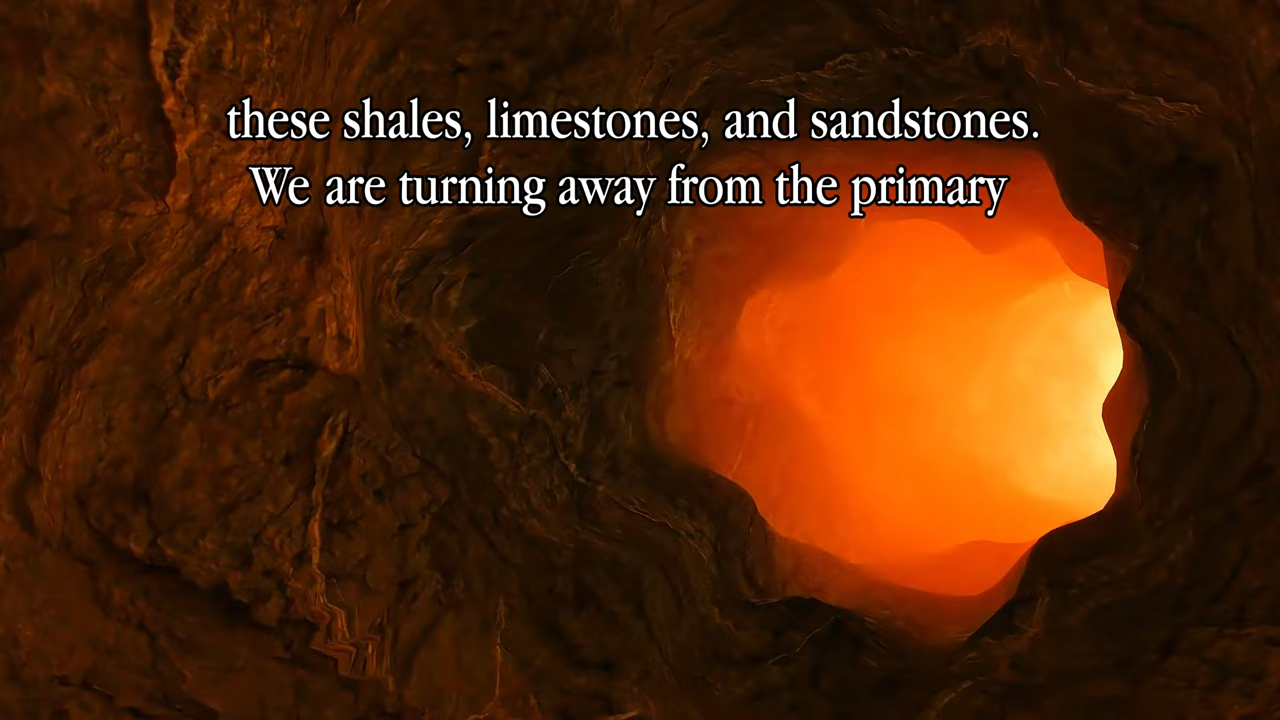 these shales, limestones, and sandstones.
We are turning away from the primary